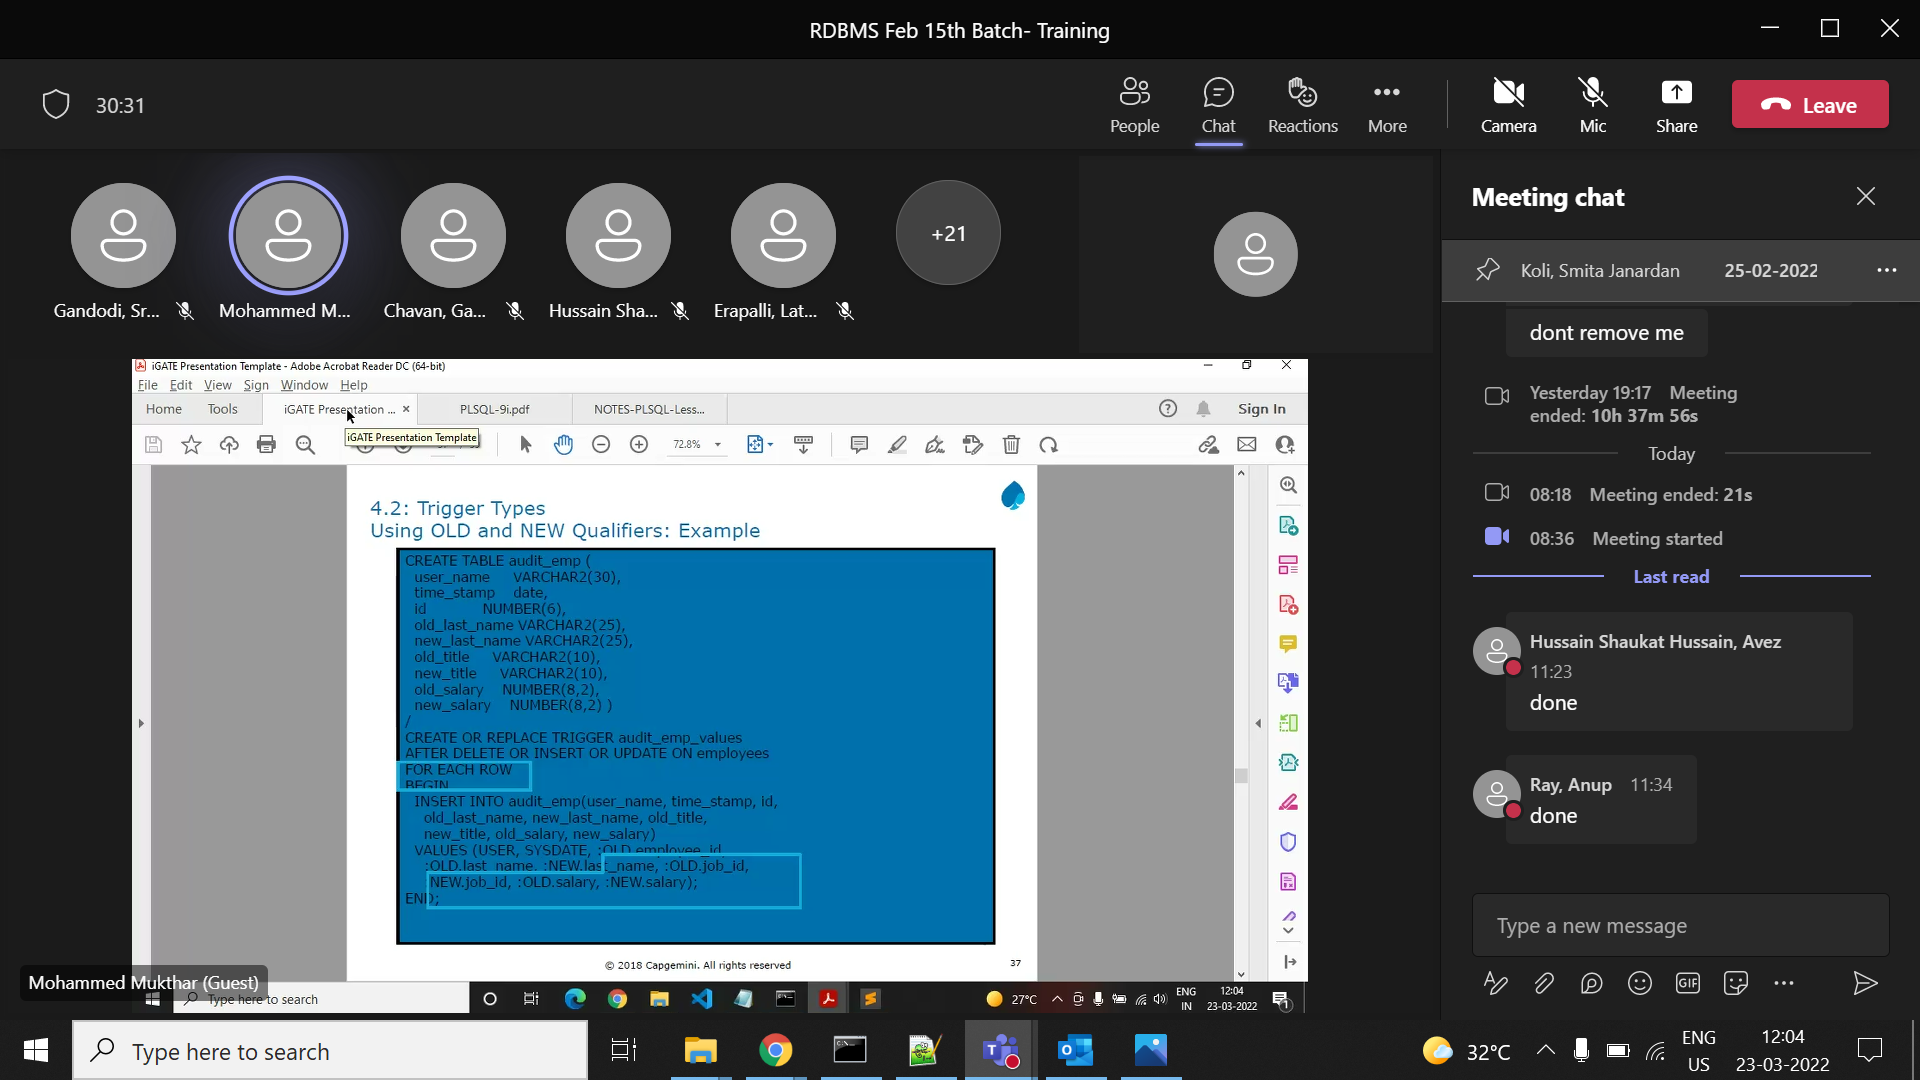 RDBMS Feb 15th Batch- Training
30:31
People
Chat
Reactions
More
Camera
Mic
Share
Leave
Gandodi, Sr...
Mohammed M...
Chavan, Ga...
Hussain Sha...
Erapalli, Lat...
+21
iGATE Presentation Template - Adobe Acrobat Reader DC (64-bit)
File Edit View Sign Window Help
Home Tools iGATE Presentation ... × PLSQL-9i.pdf NOTES-PLSQL-Less... Sign In
iGATE Presentation Template
72.8%
4.2: Trigger Types
Using OLD and NEW Qualifiers: Example
CREATE TABLE audit_emp (
user_name VARCHAR2(30),
time_stamp date,
id NUMBER(6),
old_last_name VARCHAR2(25),
new_last_name VARCHAR2(25),
old_title VARCHAR2(10),
new_title VARCHAR2(10),
old_salary NUMBER(8,2),
new_salary NUMBER(8,2) )
/
CREATE OR REPLACE TRIGGER audit_emp_values
AFTER DELETE OR INSERT OR UPDATE ON employees
FOR EACH ROW
BEGIN
INSERT INTO audit_emp(user_name, time_stamp, id,
old_last_name, new_last_name, old_title,
new_title, old_salary, new_salary)
VALUES (USER, SYSDATE, :OLD.employee_id,
:OLD.last_name, :NEW.last_name, :OLD.job_id,
NEW.job_id, :OLD.salary, :NEW.salary);
END;
© 2018 Capgemini. All rights reserved
37
Mohammed Mukthar (Guest)
Type here to search
27°C
ENG
IN
12:04
23-03-2022
1
Meeting chat
Koli, Smita Janardan 25-02-2022
dont remove me
Yesterday 19:17 Meeting
ended: 10h 37m 56s
Today
08:18 Meeting ended: 21s
08:36 Meeting started
Last read
Hussain Shaukat Hussain, Avez
11:23
done
Ray, Anup 11:34
done
Type a new message
GIF
Type here to search
32°C
ENG
US
12:04
23-03-2022